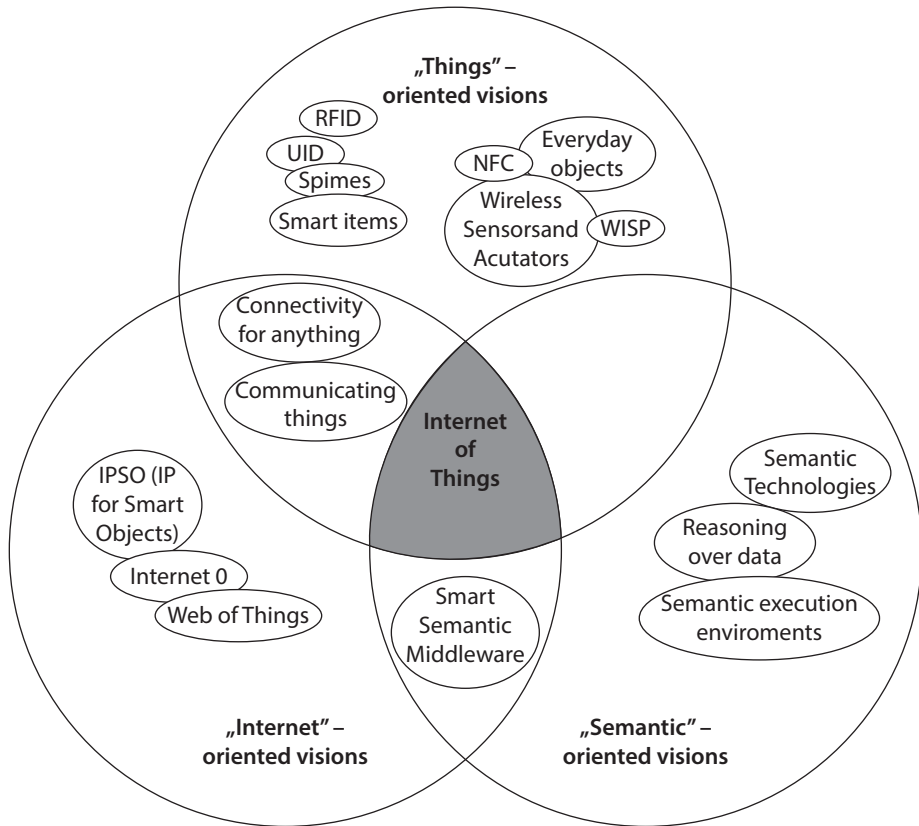 „Things” –
oriented visions
RFID
UID
Spimes
Smart items
Everyday
objects
NFC
Wireless
Sensorsand
Acutators
WISP
Connectivity
for anything
Communicating
things
Internet
of
Things
IPSO (IP
for Smart
Objects)
Internet 0
Web of Things
Semantic
Technologies
Reasoning
over data
Semantic execution
enviroments
Smart
Semantic
Middleware
„Internet” –
oriented visions
„Semantic” –
oriented visions